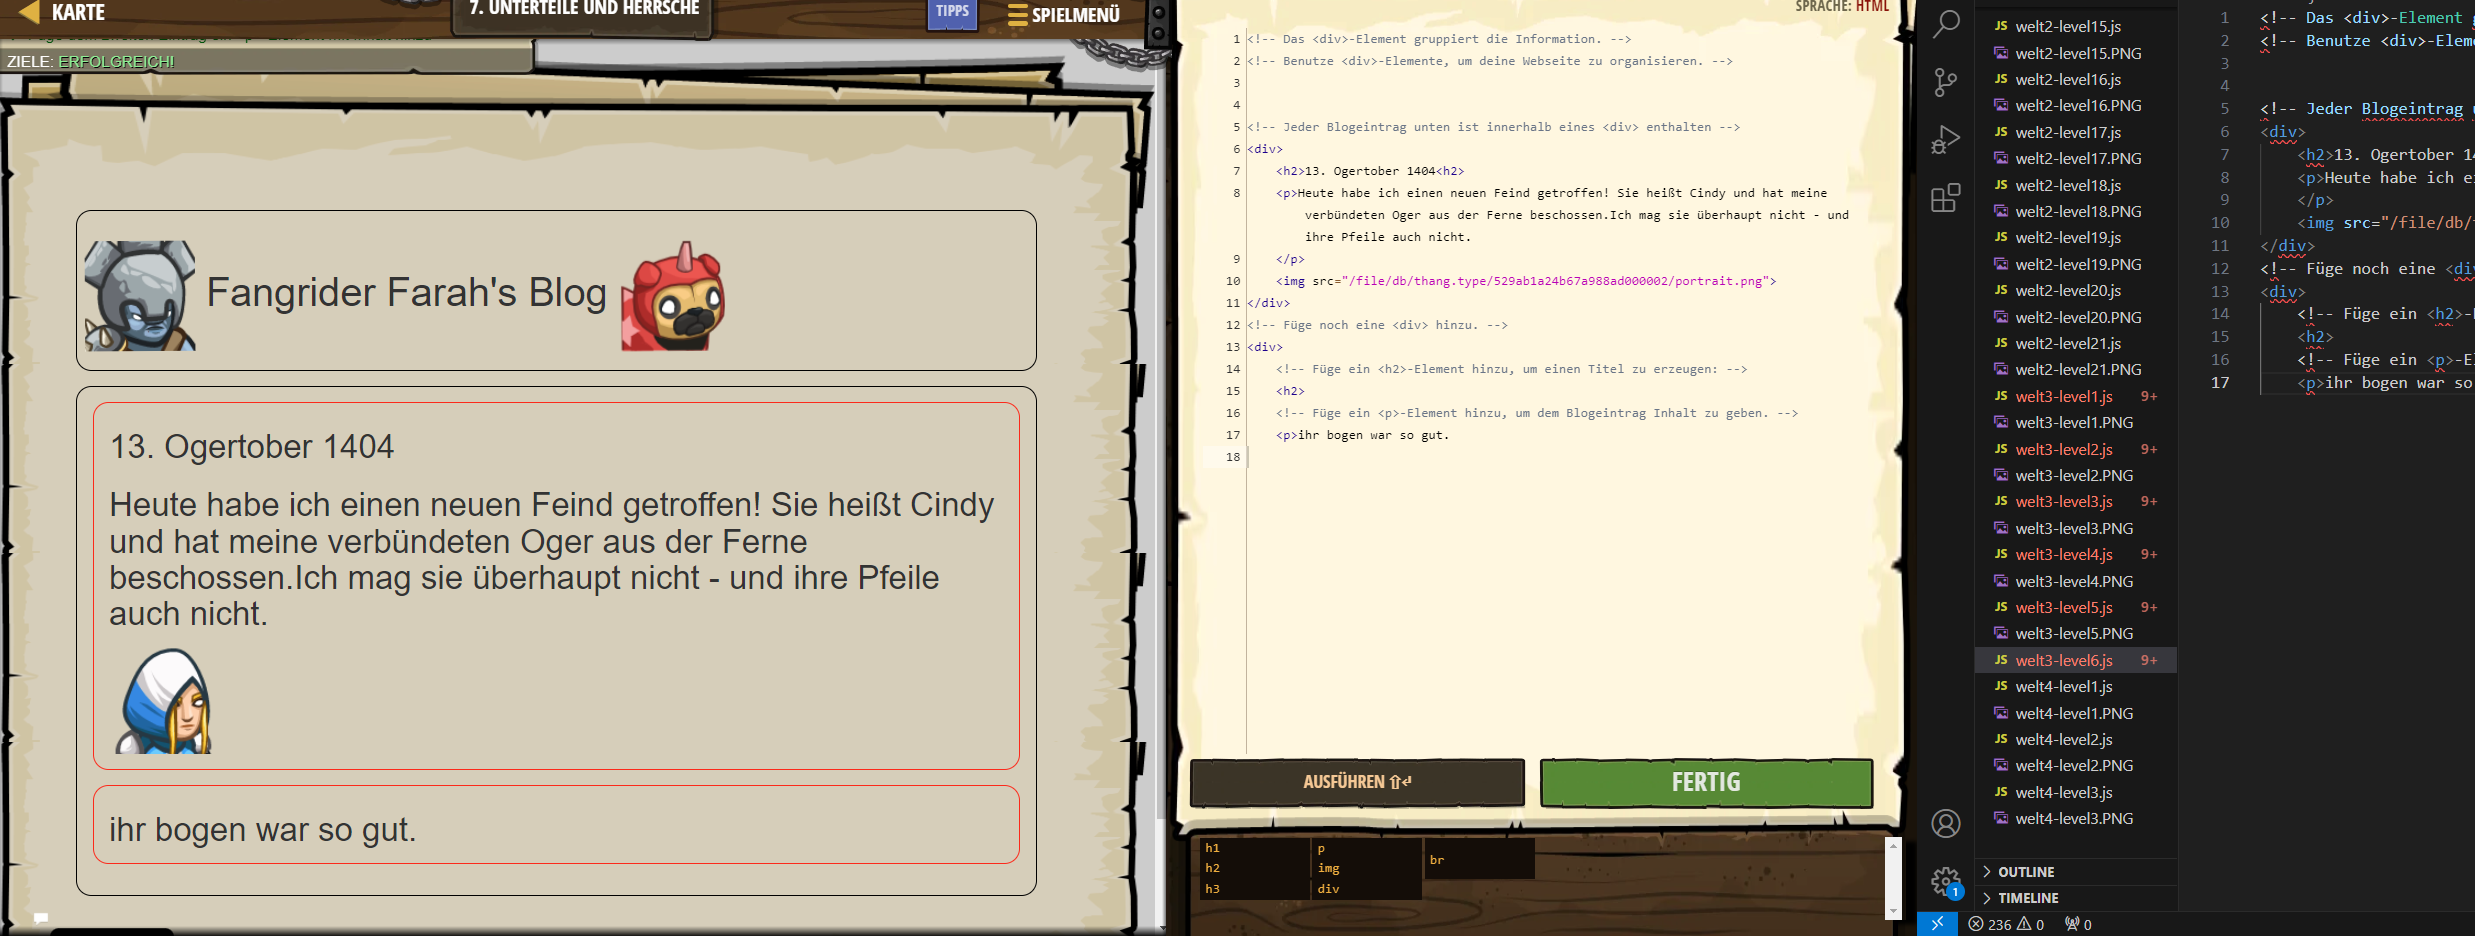 KARTE
7. UNTERTEILE UND HERRSCHE
TIPPS
SPIELMENÜ
ZIELE: ERFOLGREICH!
Fangrider Farah's Blog
13. Ogertober 1404
Heute habe ich einen neuen Feind getroffen! Sie heißt Cindy
und hat meine verbündeten Oger aus der Ferne
beschossen.Ich mag sie überhaupt nicht - und ihre Pfeile
auch nicht.
ihr bogen war so gut.
SPRACHE: HTML
1 <!-- Das <div>-Element gruppiert die Information. -->
2 <!-- Benutze <div>-Elemente, um deine Webseite zu organisieren. -->
3
4
5 <!-- Jeder Blogeintrag unten ist innerhalb eines <div> enthalten -->
6 <div>
7 <h2>13. Ogertober 1404<h2>
8 <p>Heute habe ich einen neuen Feind getroffen! Sie heißt Cindy und hat meine
verbündeten Oger aus der Ferne beschossen.Ich mag sie überhaupt nicht - und
ihre Pfeile auch nicht.
9 </p>
10 <img src="/file/db/thang.type/529ab1a24b67a988ad000002/portrait.png">
11 </div>
12 <!-- Füge noch eine <div> hinzu. -->
13 <div>
14 <!-- Füge ein <h2>-Element hinzu, um einen Titel zu erzeugen: -->
15 <h2>
16 <!-- Füge ein <p>-Element hinzu, um dem Blogeintrag Inhalt zu geben. -->
17 <p>ihr bogen war so gut.
18
AUSFÜHREN ⇧↵
FERTIG
h1
h2
h3
p
img
div
br
JS welt2-level15.js
welt2-level15.PNG
JS welt2-level16.js
welt2-level16.PNG
JS welt2-level17.js
welt2-level17.PNG
JS welt2-level18.js
welt2-level18.PNG
JS welt2-level19.js
welt2-level19.PNG
JS welt2-level20.js
welt2-level20.PNG
JS welt2-level21.js
welt2-level21.PNG
JS welt3-level1.js 9+
welt3-level1.PNG
JS welt3-level2.js 9+
welt3-level2.PNG
JS welt3-level3.js 9+
welt3-level3.PNG
JS welt3-level4.js 9+
welt3-level4.PNG
JS welt3-level5.js 9+
welt3-level5.PNG
JS welt3-level6.js 9+
JS welt4-level1.js
welt4-level1.PNG
JS welt4-level2.js
welt4-level2.PNG
JS welt4-level3.js
welt4-level3.PNG
OUTLINE
TIMELINE
1
236 0 0
1 <!-- Das <div>-Element
2 <!-- Benutze <div>-Elem
3
4
5 <!-- Jeder Blogeintrag
6 <div>
7 <h2>13. Ogertober 1
8 <p>Heute habe ich e
9 </p>
10 <img src="/file/db/
11 </div>
12 <!-- Füge noch eine <di
13 <div>
14 <!-- Füge ein <h2>-
15 <h2>
16 <!-- Füge ein <p>-E
17 <p>ihr bogen war so